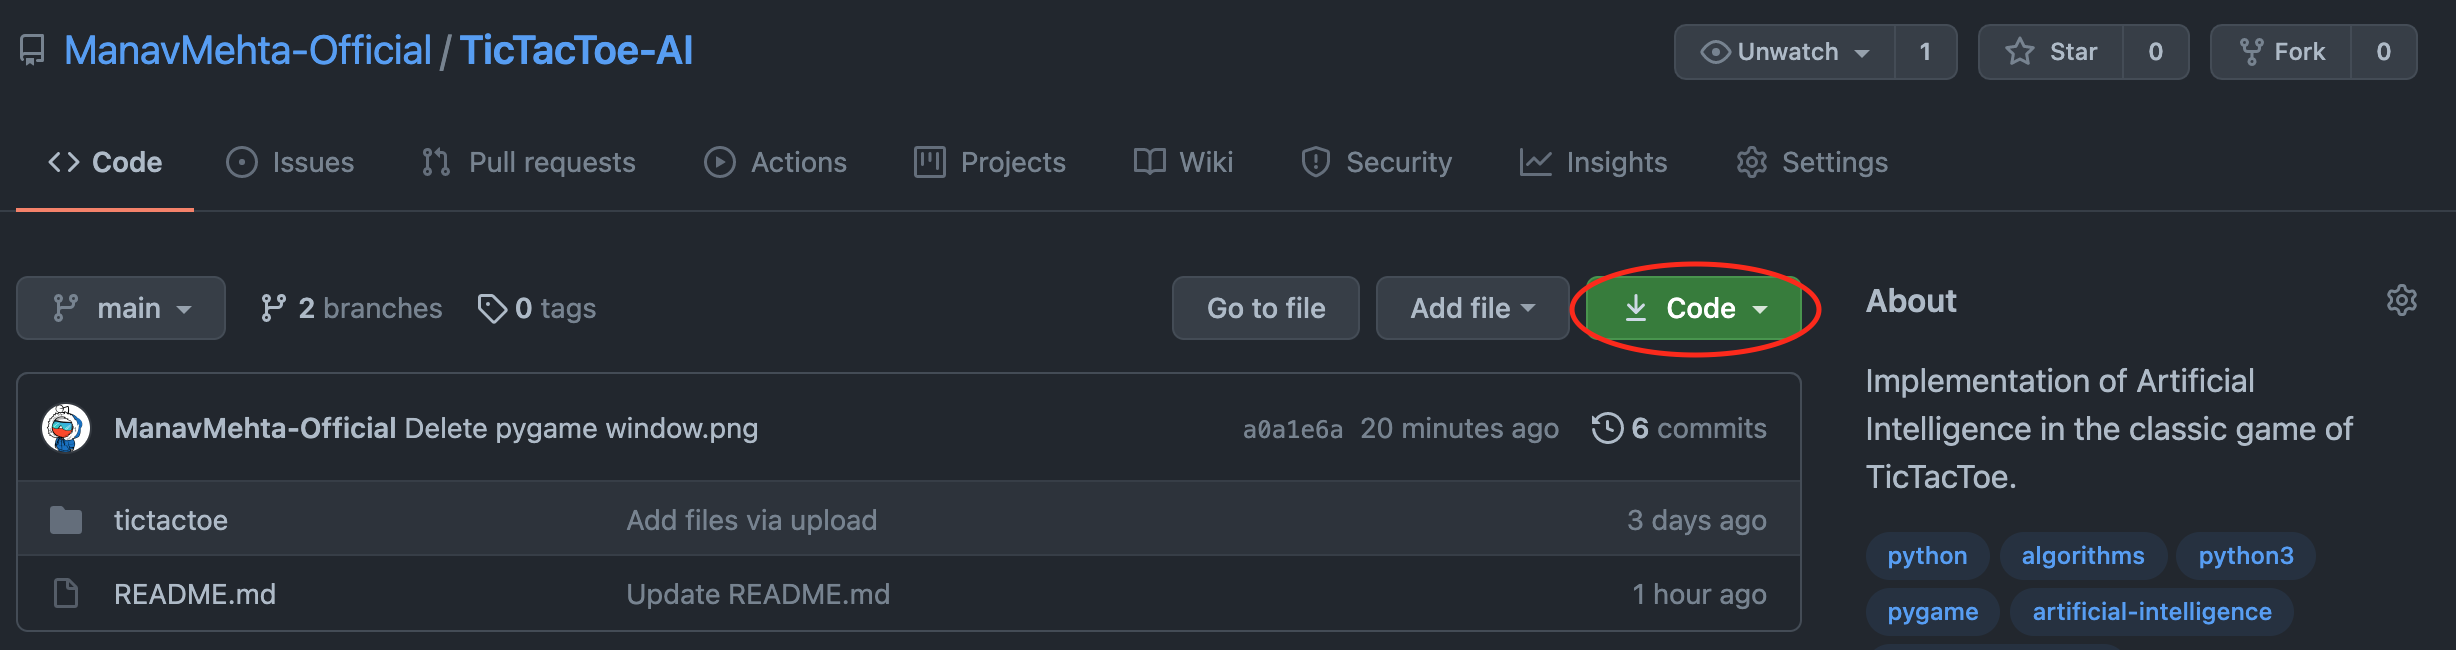 ManavMehta-Official / TicTacToe-AI
Unwatch 1 Star 0 Fork 0
Code Issues Pull requests Actions Projects Wiki Security Insights Settings
main 2 branches 0 tags Go to file Add file Code
ManavMehta-Official Delete pygame window.png a0a1e6a 20 minutes ago 6 commits
tictactoe Add files via upload 3 days ago
README.md Update README.md 1 hour ago
About
Implementation of Artificial
Intelligence in the classic game of
TicTacToe.
python algorithms python3
pygame artificial-intelligence